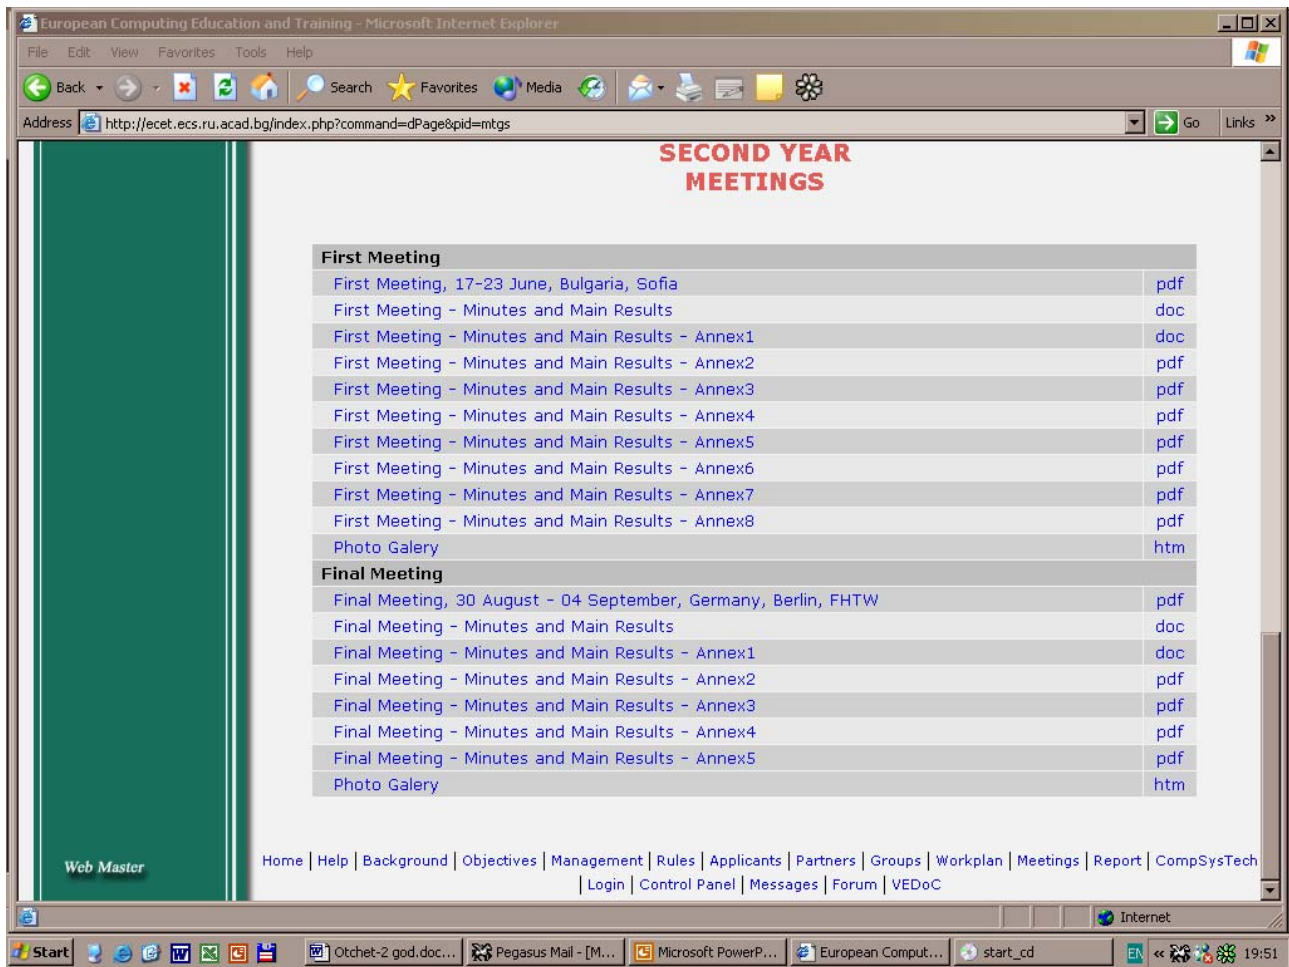 European Computing Education and Training - Microsoft Internet Explorer
File Edit View Favorites Tools Help
Back Search Favorites Media
Address http://ecet.ecs.ru.acad.bg/index.php?command=dPage&pid=mtgs Go Links »
SECOND YEAR
MEETINGS
First Meeting
First Meeting, 17-23 June, Bulgaria, Sofia pdf
First Meeting - Minutes and Main Results doc
First Meeting - Minutes and Main Results - Annex1 doc
First Meeting - Minutes and Main Results - Annex2 pdf
First Meeting - Minutes and Main Results - Annex3 pdf
First Meeting - Minutes and Main Results - Annex4 pdf
First Meeting - Minutes and Main Results - Annex5 pdf
First Meeting - Minutes and Main Results - Annex6 pdf
First Meeting - Minutes and Main Results - Annex7 pdf
First Meeting - Minutes and Main Results - Annex8 pdf
Photo Galery htm
Final Meeting
Final Meeting, 30 August - 04 September, Germany, Berlin, FHTW pdf
Final Meeting - Minutes and Main Results doc
Final Meeting - Minutes and Main Results - Annex1 doc
Final Meeting - Minutes and Main Results - Annex2 pdf
Final Meeting - Minutes and Main Results - Annex3 pdf
Final Meeting - Minutes and Main Results - Annex4 pdf
Final Meeting - Minutes and Main Results - Annex5 pdf
Photo Galery htm
Web Master
Home | Help | Background | Objectives | Management | Rules | Applicants | Partners | Groups | Workplan | Meetings | Report | CompSysTech
| Login | Control Panel | Messages | Forum | VEDoC
Internet
Start Otchet-2 god.doc... Pegasus Mail - [M... Microsoft PowerP... European Comput... start_cd EN « 19:51